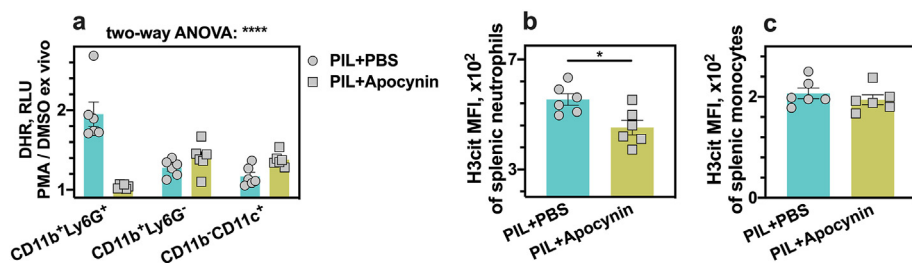 a
two-way ANOVA: ****
DHR, RLU
PMA / DMSO ex vivo
2
1
CD11b⁺Ly6G⁺
CD11b⁺Ly6G⁻
CD11b⁻CD11c⁺
PIL+PBS
PIL+Apocynin
b
H3cit MFI, x10²
of splenic neutrophils
7
3
*
PIL+PBS
PIL+Apocynin
c
H3cit MFI, x10²
of splenic monocytes
2
0
PIL+PBS
PIL+Apocynin